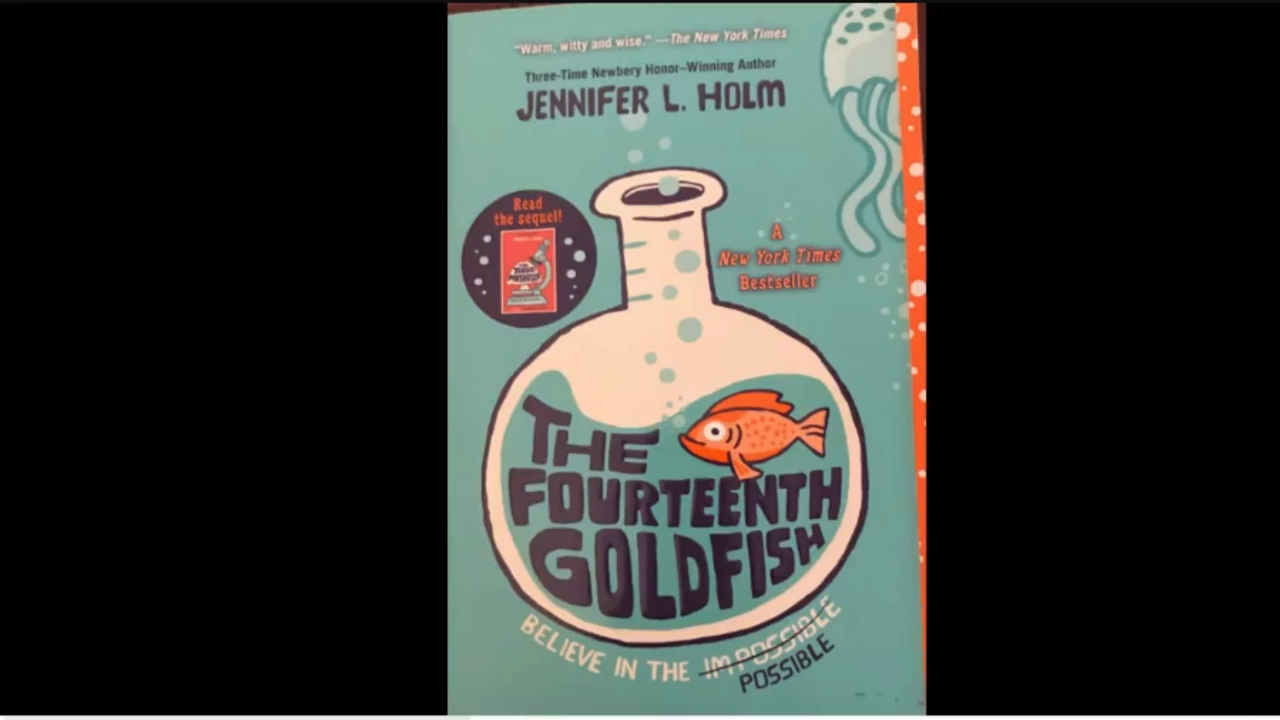 "Warm, witty and wise." —The New York Times
Three-Time Newbery Honor–Winning Author
JENNIFER L. HOLM
Read
the sequel!
A
New York Times
Bestseller
THE
FOURTEENTH
GOLDFISH
BELIEVE IN THE IMPOSSIBLE
POSSIBLE